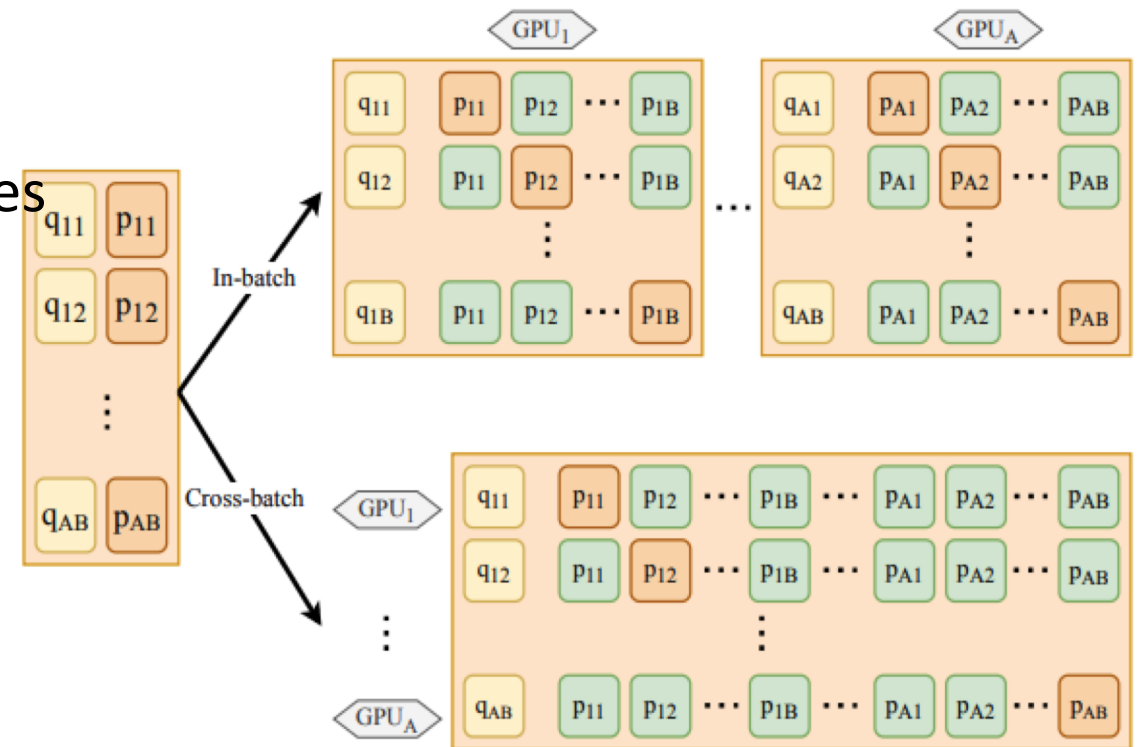 GPU₁ GPU_A
q₁₁ p₁₁ p₁₂ ··· p₁B qA₁ pA₁ pA₂ ··· pAB
q₁₂ p₁₁ p₁₂ ··· p₁B ··· qA₂ pA₁ pA₂ ··· pAB
q₁B p₁₁ p₁₂ ··· p₁B qAB pA₁ pA₂ ··· pAB
es
q₁₁ p₁₁
q₁₂ p₁₂
qAB pAB
In-batch
Cross-batch
GPU₁ q₁₁ p₁₁ p₁₂ ··· p₁B ··· pA₁ pA₂ ··· pAB
q₁₂ p₁₁ p₁₂ ··· p₁B ··· pA₁ pA₂ ··· pAB
GPU_A qAB p₁₁ p₁₂ ··· p₁B ··· pA₁ pA₂ ··· pAB